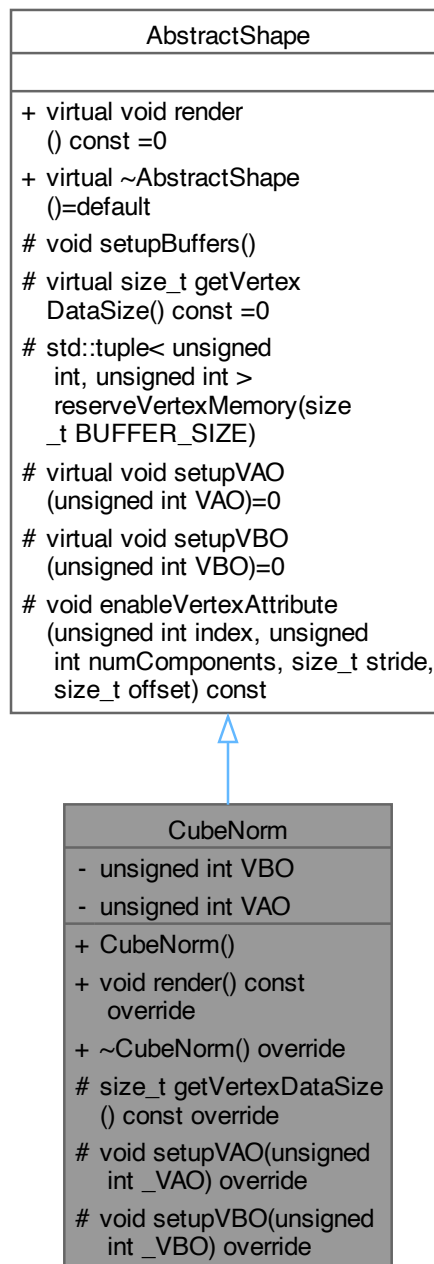 AbstractShape
+ virtual void render
() const =0
+ virtual ~AbstractShape
()=default
# void setupBuffers()
# virtual size_t getVertex
DataSize() const =0
# std::tuple< unsigned
int, unsigned int >
reserveVertexMemory(size
_t BUFFER_SIZE)
# virtual void setupVAO
(unsigned int VAO)=0
# virtual void setupVBO
(unsigned int VBO)=0
# void enableVertexAttribute
(unsigned int index, unsigned
int numComponents, size_t stride,
size_t offset) const
CubeNorm
- unsigned int VBO
- unsigned int VAO
+ CubeNorm()
+ void render() const
override
+ ~CubeNorm() override
# size_t getVertexDataSize
() const override
# void setupVAO(unsigned
int _VAO) override
# void setupVBO(unsigned
int _VBO) override